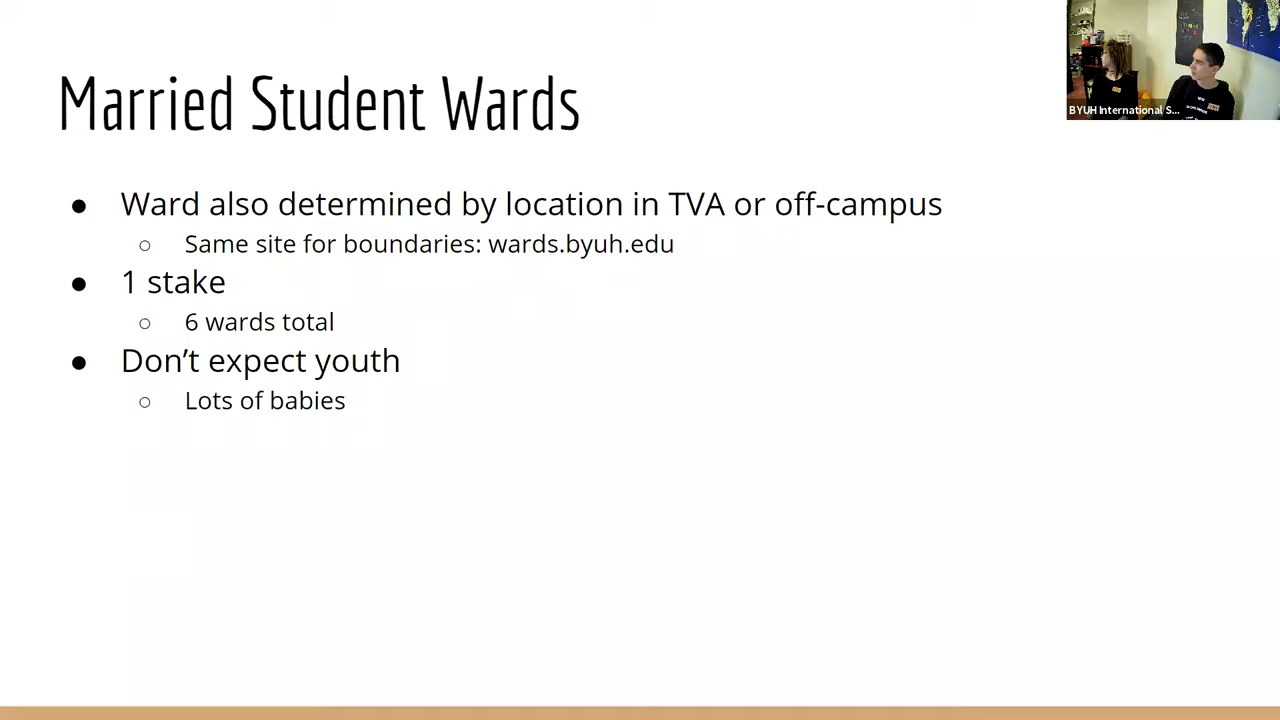 Married Student Wards
BYUH International S...
● Ward also determined by location in TVA or off-campus
○ Same site for boundaries: wards.byuh.edu
● 1 stake
○ 6 wards total
● Don’t expect youth
○ Lots of babies